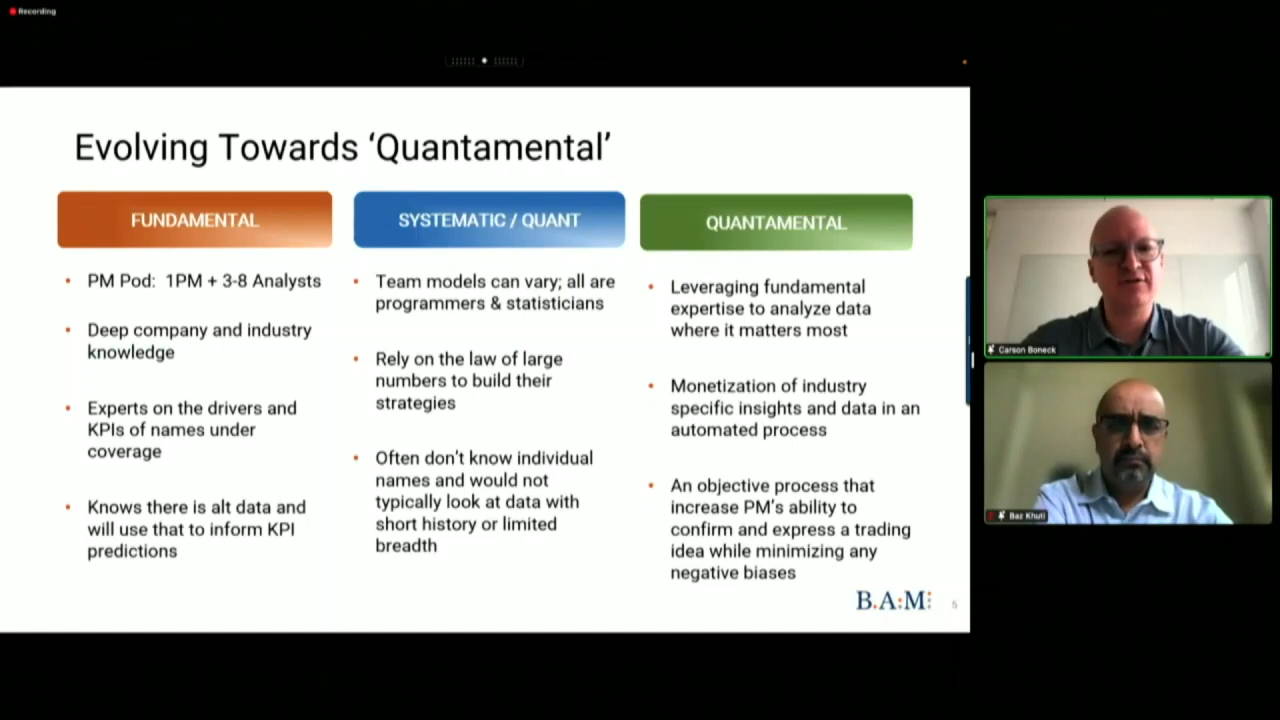 Recording
Evolving Towards ‘Quantamental’
FUNDAMENTAL
• PM Pod: 1PM + 3-8 Analysts
• Deep company and industry
knowledge
• Experts on the drivers and
KPIs of names under
coverage
• Knows there is alt data and
will use that to inform KPI
predictions
SYSTEMATIC / QUANT
• Team models can vary; all are
programmers & statisticians
• Rely on the law of large
numbers to build their
strategies
• Often don’t know individual
names and would not
typically look at data with
short history or limited
breadth
QUANTAMENTAL
• Leveraging fundamental
expertise to analyze data
where it matters most
• Monetization of industry
specific insights and data in an
automated process
• An objective process that
increase PM’s ability to
confirm and express a trading
idea while minimizing any
negative biases
B.A:M:
5
Carson Boneck
Baz Khuti